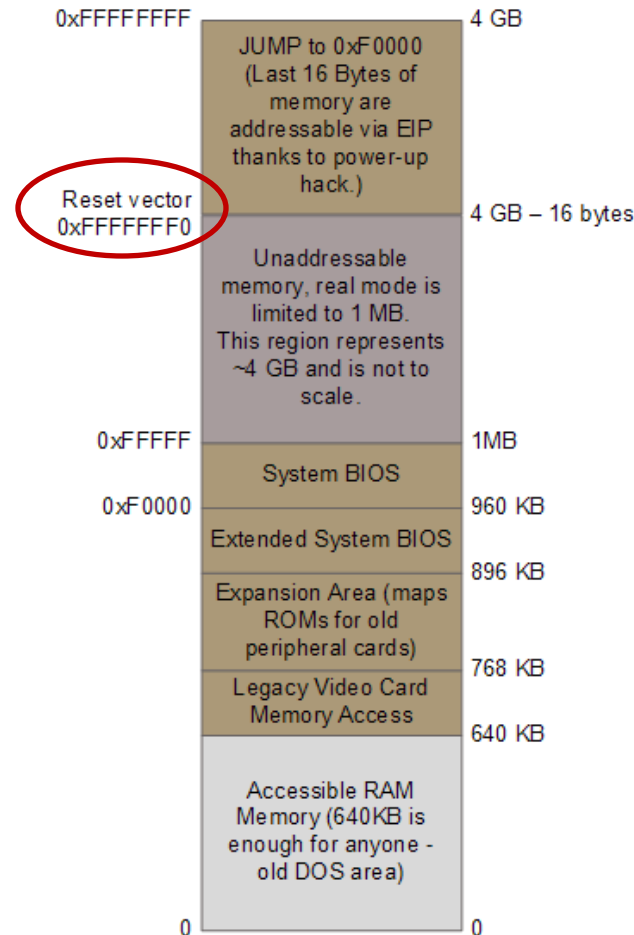 0xFFFFFFFF
4 GB
JUMP to 0xF0000
(Last 16 Bytes of
memory are
addressable via EIP
thanks to power-up
hack.)
Reset vector
0xFFFFFFF0
4 GB – 16 bytes
Unaddressable
memory, real mode is
limited to 1 MB.
This region represents
~4 GB and is not to
scale.
0xFFFFF
1MB
System BIOS
0xF0000
960 KB
Extended System BIOS
896 KB
Expansion Area (maps
ROMs for old
peripheral cards)
768 KB
Legacy Video Card
Memory Access
640 KB
Accessible RAM
Memory (640KB is
enough for anyone -
old DOS area)
0
0